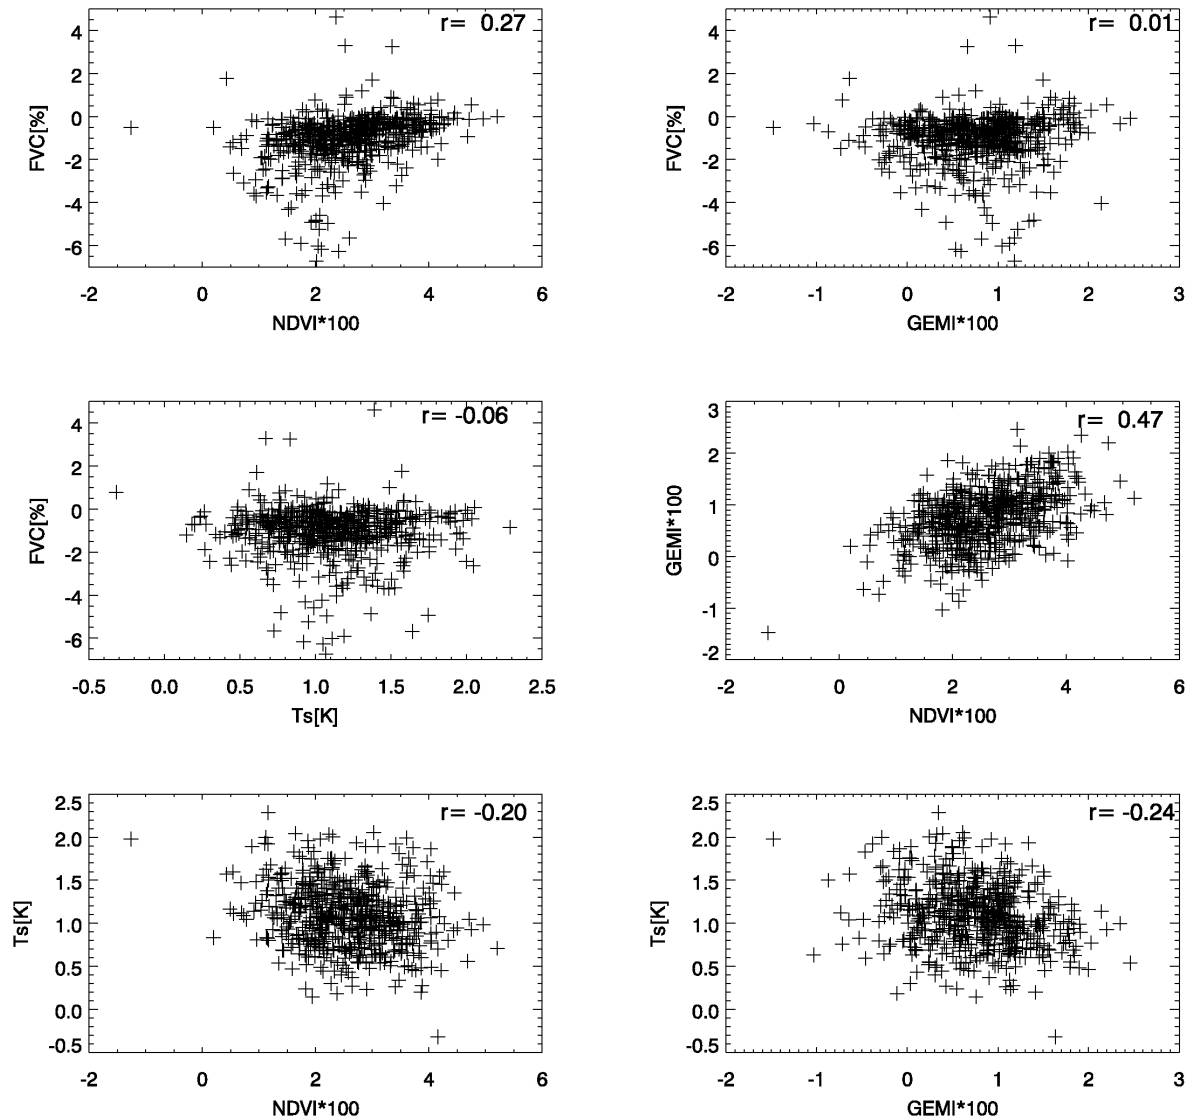 r= 0.27
4
2
0
-2
-4
-6
FVC[%]
-2 0 2 4 6
NDVI*100
r= 0.01
4
2
0
-2
-4
-6
FVC[%]
-2 -1 0 1 2 3
GEMI*100
r= -0.06
4
2
0
-2
-4
-6
FVC[%]
-0.5 0.0 0.5 1.0 1.5 2.0 2.5
Ts[K]
r= 0.47
3
2
1
0
-1
-2
GEMI*100
-2 0 2 4 6
NDVI*100
r= -0.20
2.5
2.0
1.5
1.0
0.5
0.0
-0.5
Ts[K]
-2 0 2 4 6
NDVI*100
r= -0.24
2.5
2.0
1.5
1.0
0.5
0.0
-0.5
Ts[K]
-2 -1 0 1 2 3
GEMI*100